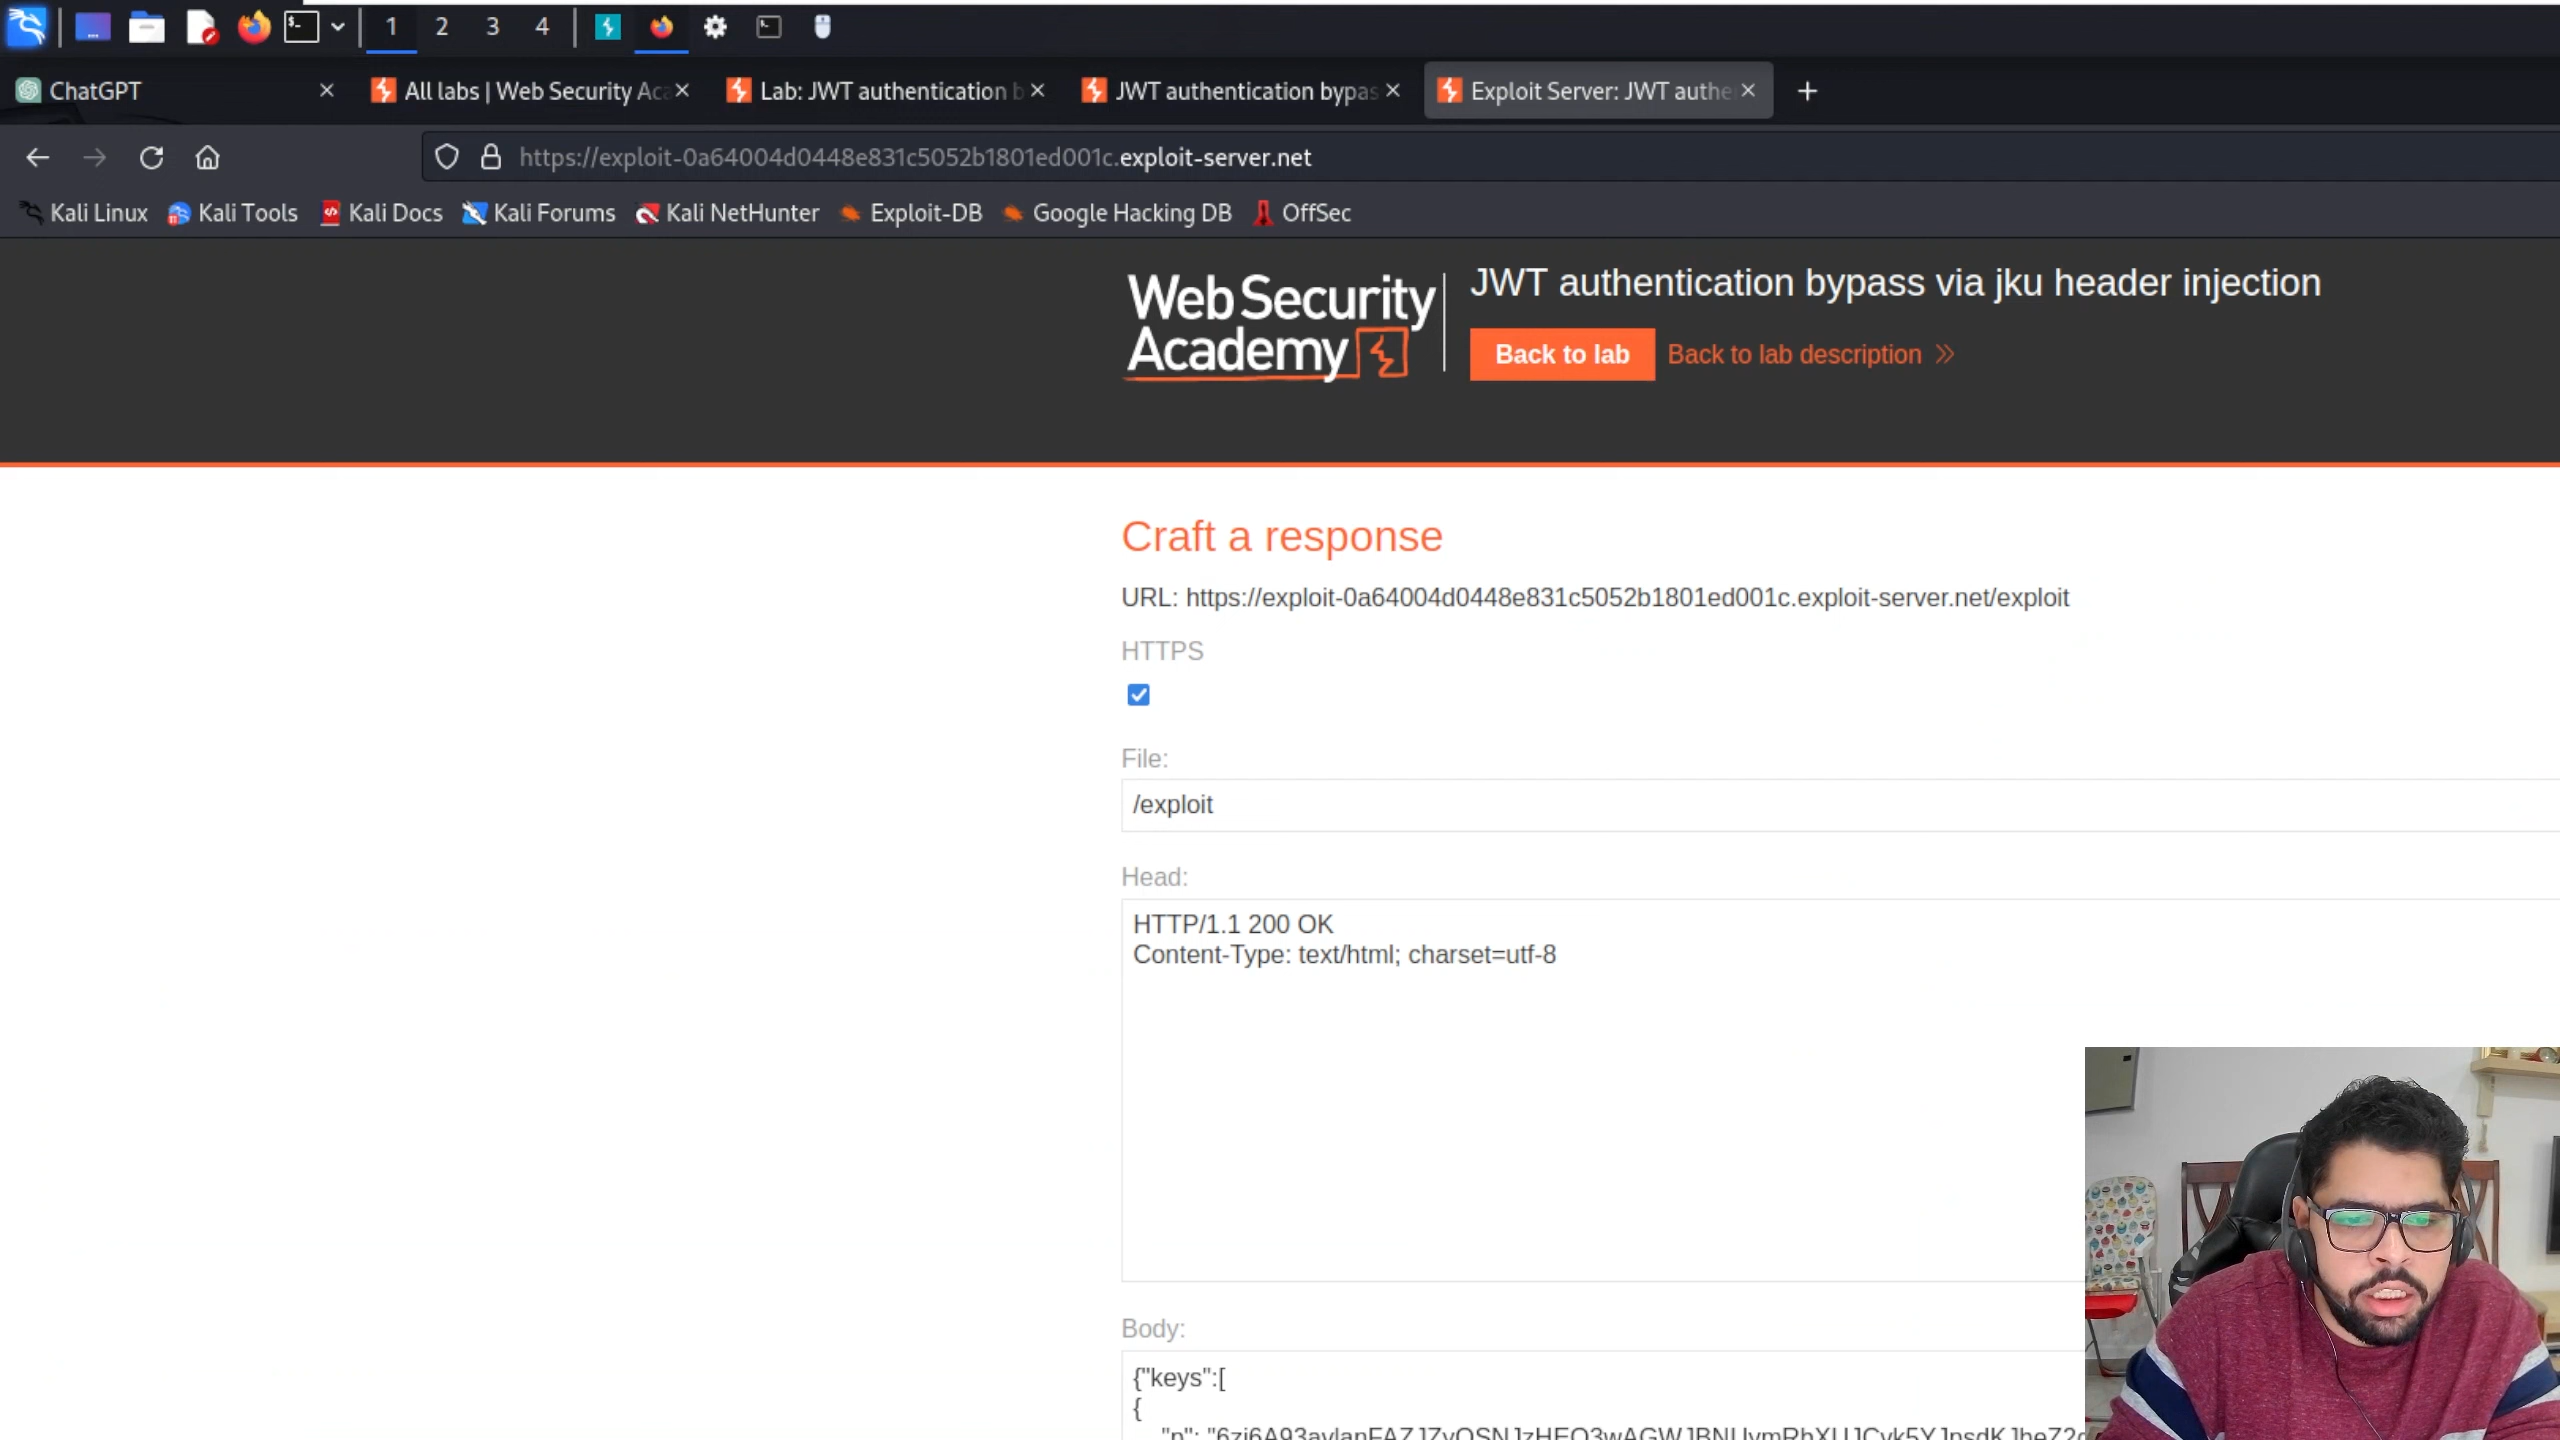 1 2 3 4
ChatGPT
All labs | Web Security Aca
Lab: JWT authentication b
JWT authentication bypas
Exploit Server: JWT authe
https://exploit-0a64004d0448e831c5052b1801ed001c.exploit-server.net
Kali Linux Kali Tools Kali Docs Kali Forums Kali NetHunter Exploit-DB Google Hacking DB OffSec
Web Security
Academy
JWT authentication bypass via jku header injection
Back to lab Back to lab description
Craft a response
URL: https://exploit-0a64004d0448e831c5052b1801ed001c.exploit-server.net/exploit
HTTPS
File:
/exploit
Head:
HTTP/1.1 200 OK
Content-Type: text/html; charset=utf-8
Body:
{"keys":[
{
"p":